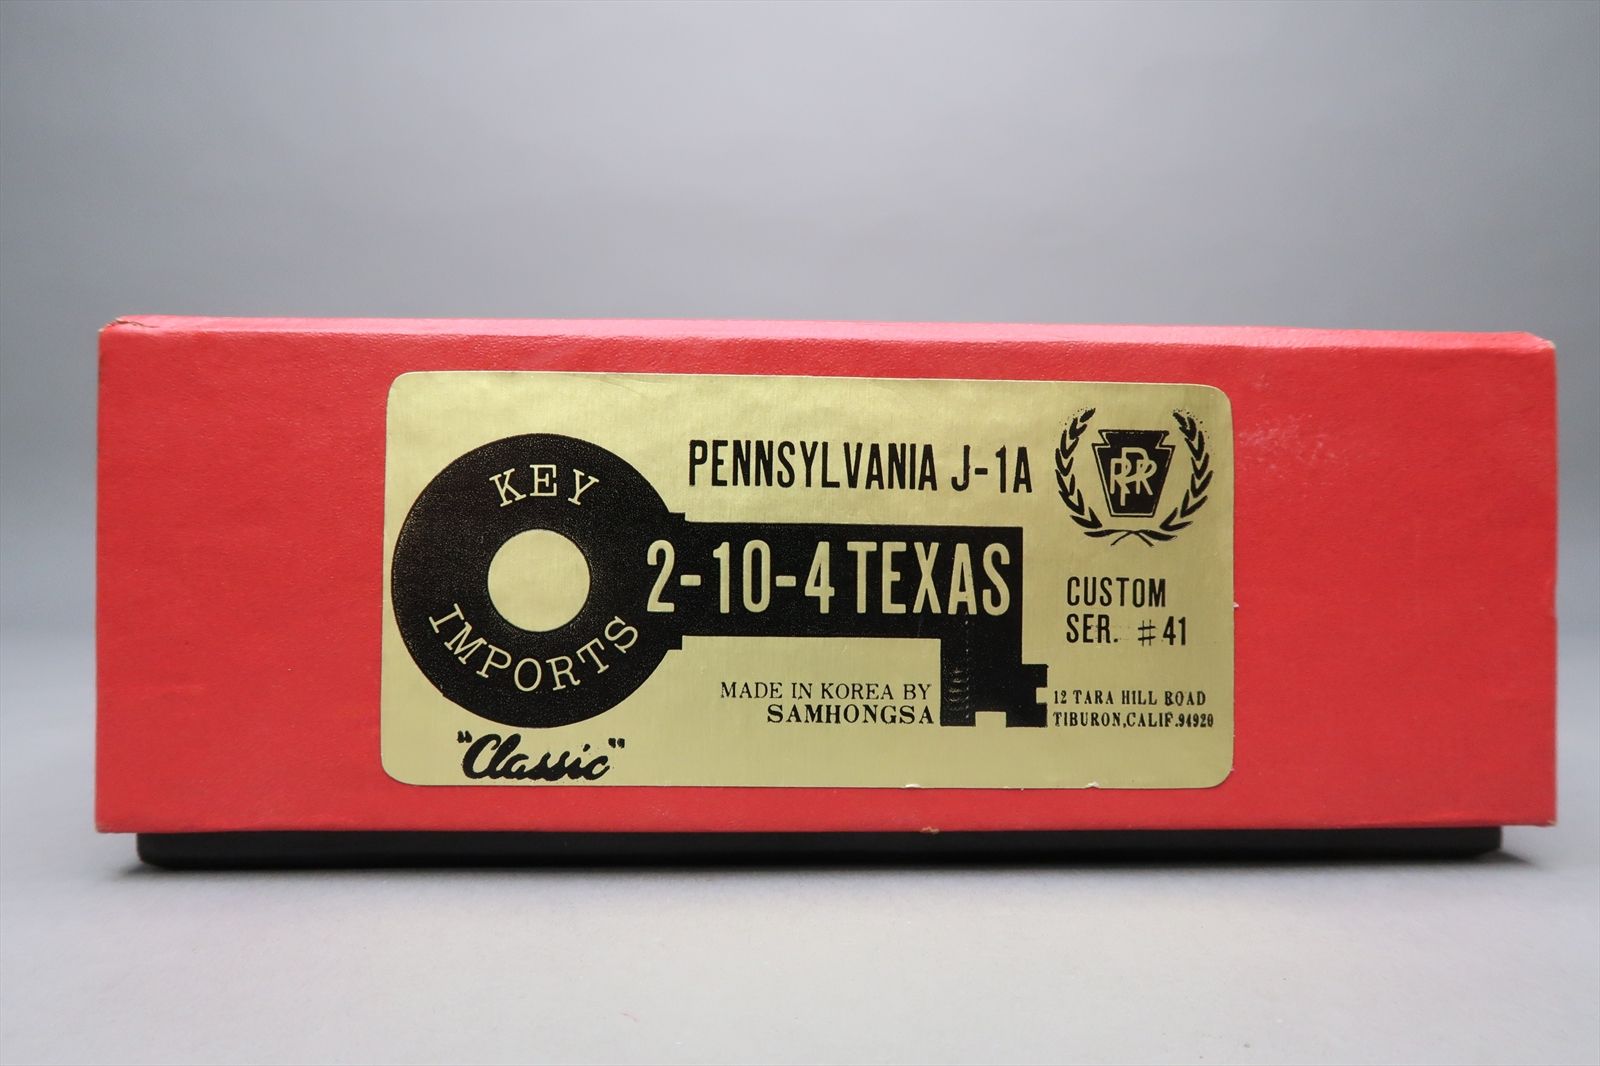 PENNSYLVANIA J-1A
PRR
KEY
IMPORTS
2-10-4 TEXAS
CUSTOM
SER. #41
MADE IN KOREA BY
SAMHONGSA
12 TARA HILL ROAD
TIBURON, CALIF. 94920
"Classic"